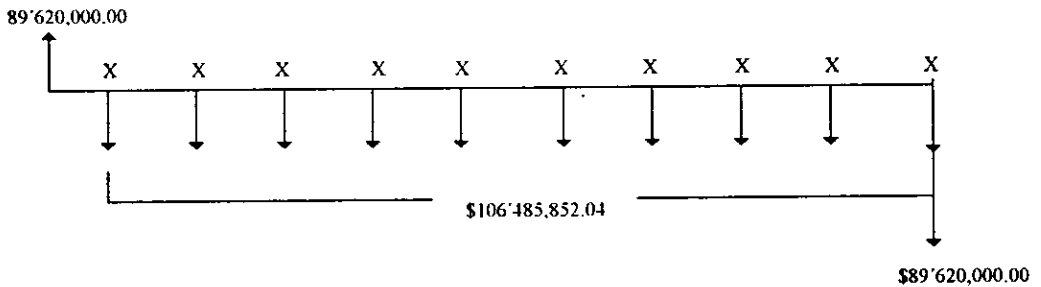 89'620,000.00
X X X X X X X X X X
$106'485,852.04
$89'620,000.00